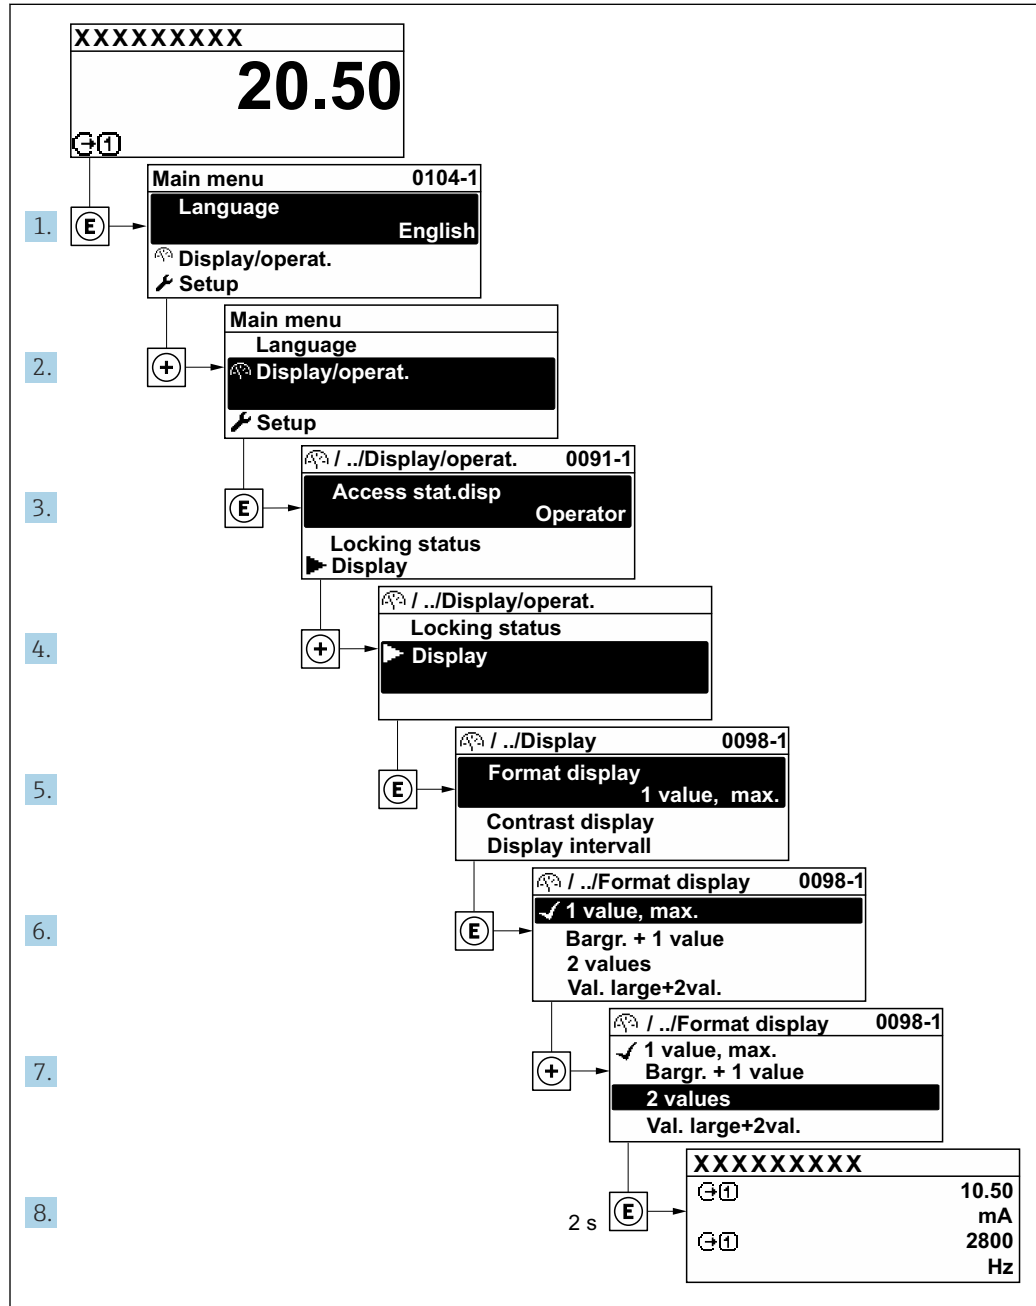 XXXXXXXXX
20.50
1
Main menu 0104-1
1. E Language
English
Display/operat.
Setup
Main menu
Language
2. + Display/operat.
Setup
/ ../Display/operat. 0091-1
3. E Access stat.disp
Operator
Locking status
Display
/ ../Display/operat.
Locking status
4. + Display
/ ../Display 0098-1
5. E Format display
1 value, max.
Contrast display
Display intervall
/ ../Format display 0098-1
6. E 1 value, max.
Bargr. + 1 value
2 values
Val. large+2val.
/ ../Format display 0098-1
1 value, max.
7. + Bargr. + 1 value
2 values
Val. large+2val.
XXXXXXXXX
1 10.50
8. 2 s E mA
1 2800
Hz